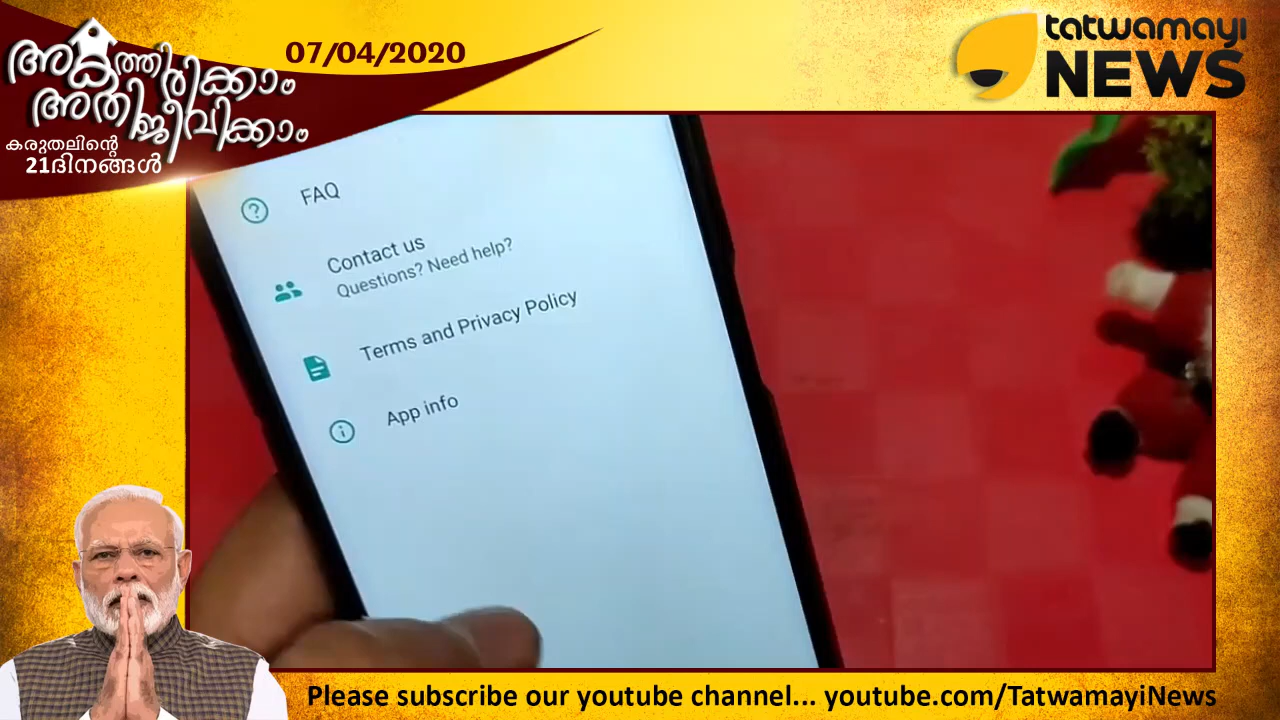 അകത്തിരിക്കാം
അതിജീവിക്കാം
കരുതലിന്റെ
21ദിനങ്ങൾ
07/04/2020
tatwamayi
NEWS
FAQ
Contact us
Questions? Need help?
Terms and Privacy Policy
App info
Please subscribe our youtube channel... youtube.com/TatwamayiNews